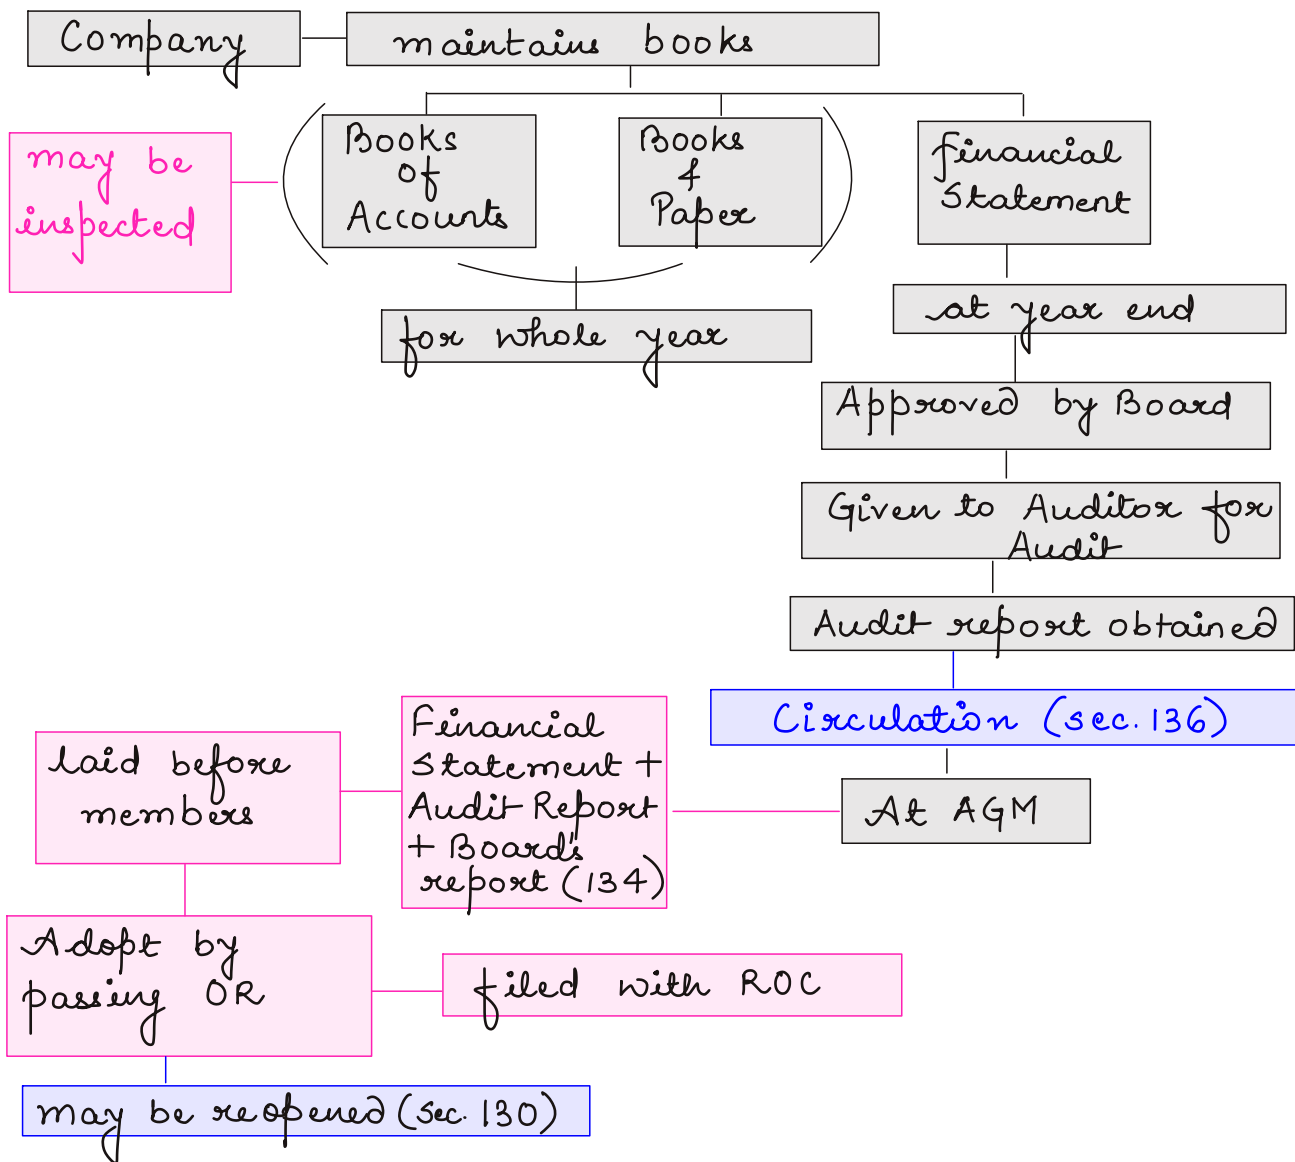 Company
maintains books
may be
inspected
Books
of
Accounts
Books
&
Paper
financial
Statement
for whole year
at year end
Approved by Board
Given to Auditor for
Audit
Audit report obtained
Circulation (sec. 136)
At AGM
Financial
Statement +
Audit Report
+ Board's
report (134)
laid before
members
Adopt by
passing OR
filed with ROC
may be reopened (sec. 130)